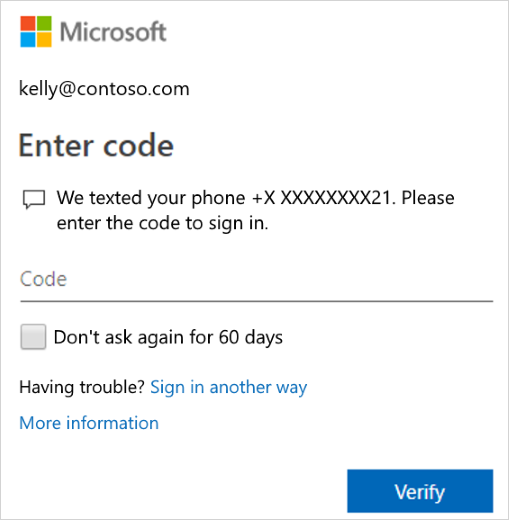 Microsoft
kelly@contoso.com
Enter code
We texted your phone +X XXXXXXXX21. Please
enter the code to sign in.
Code
Don't ask again for 60 days
Having trouble? Sign in another way
More information
Verify